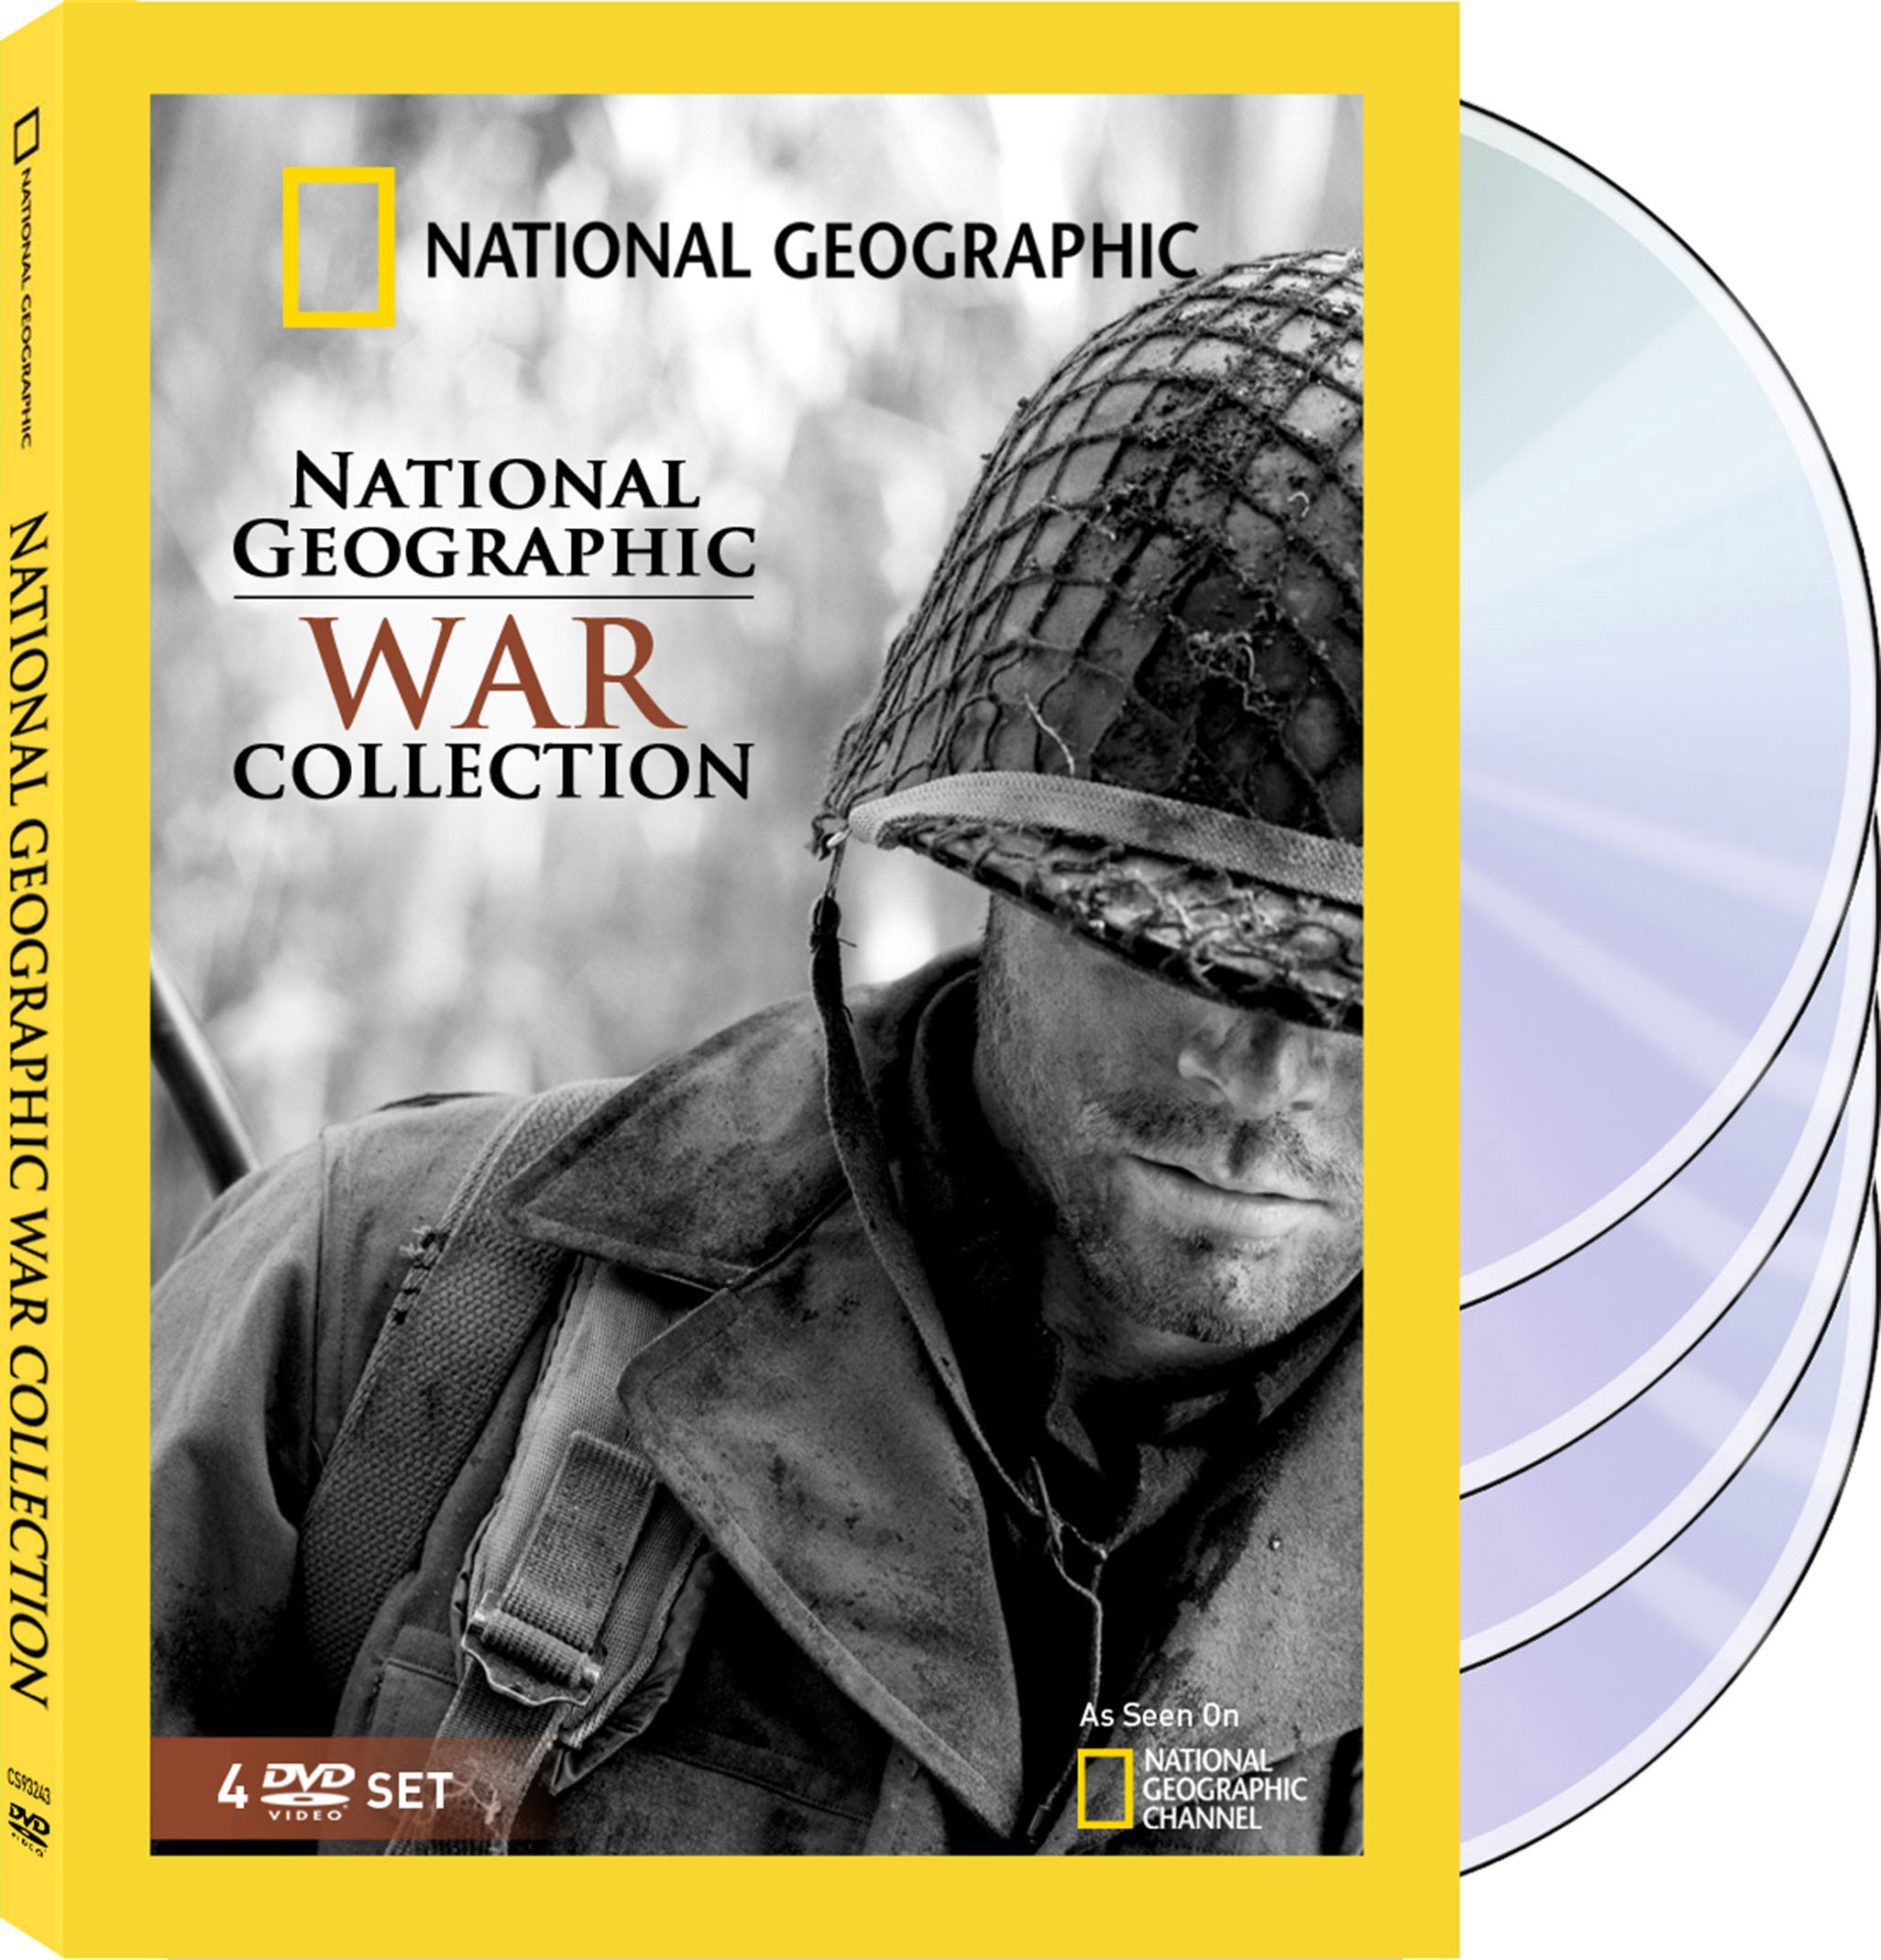 NATIONAL GEOGRAPHIC
NATIONAL
GEOGRAPHIC
WAR
COLLECTION
4 DVD VIDEO SET
As Seen On
NATIONAL
GEOGRAPHIC
CHANNEL
NATIONAL GEOGRAPHIC
NATIONAL GEOGRAPHIC WAR COLLECTION
CS93243
DVD
VIDEO